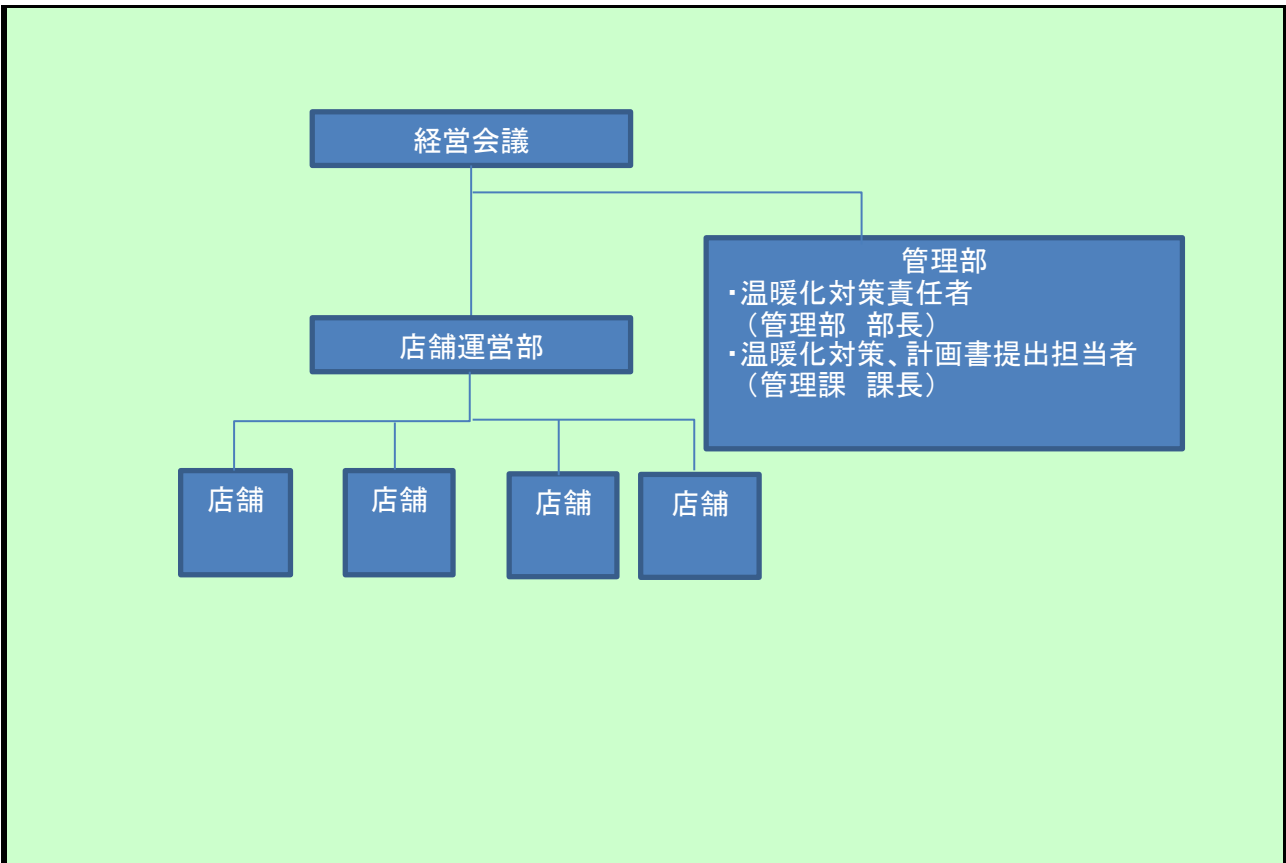 経営会議
管理部
・温暖化対策責任者
（管理部　部長）
・温暖化対策、計画書提出担当者
（管理課　課長）
店舗運営部
店舗
店舗
店舗
店舗